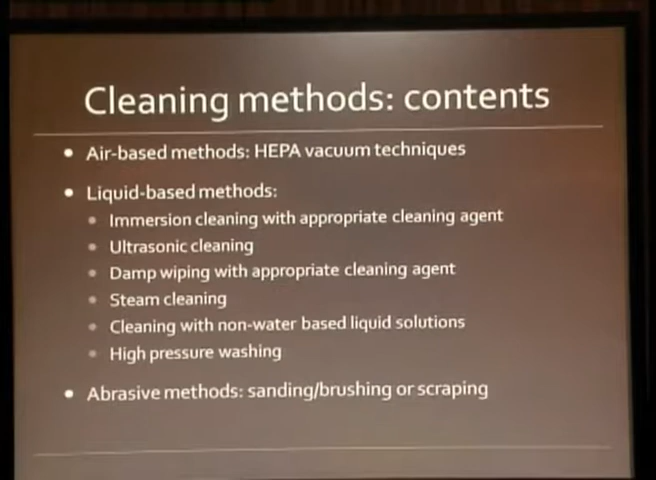 Cleaning methods: contents
Air-based methods: HEPA vacuum techniques
Liquid-based methods:
Immersion cleaning with appropriate cleaning agent
Ultrasonic cleaning
Damp wiping with appropriate cleaning agent
Steam cleaning
Cleaning with non-water based liquid solutions
High pressure washing
Abrasive methods: sanding/brushing or scraping